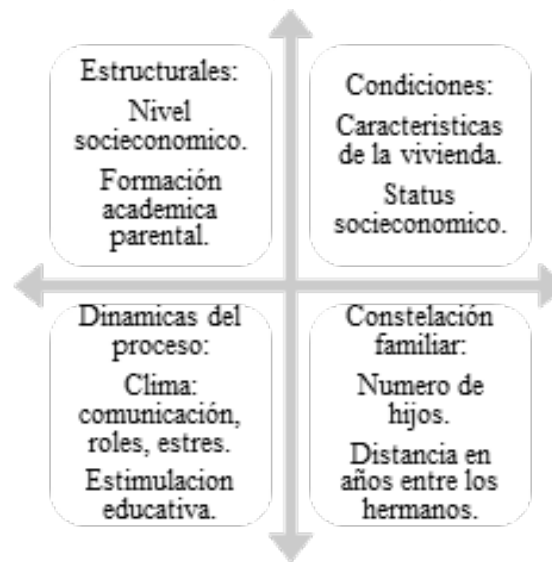 Estructurales:
Nivel
socieconomico.
Formación
academica
parental.
Condiciones:
Caracteristicas
de la vivienda.
Status
socieconomico.
Dinamicas del
proceso:
Clima:
comunicación,
roles, estres.
Estimulacion
educativa.
Constelación
familiar:
Numero de
hijos.
Distancia en
años entre los
hermanos.